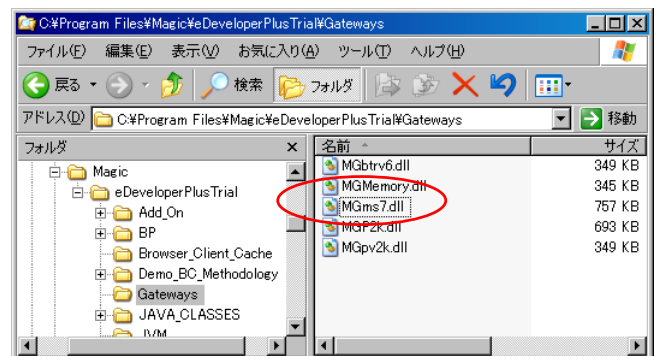 C:¥Program Files¥Magic¥eDeveloperPlusTrial¥Gateways
ファイル(F) 編集(E) 表示(V) お気に入り(A) ツール(T) ヘルプ(H)
戻る 検索 フォルダ
アドレス(D) C:¥Program Files¥Magic¥eDeveloperPlusTrial¥Gateways 移動
フォルダ × 名前 サイズ
Magic MGbtrv6.dll 349 KB
eDeveloperPlusTrial MGMemory.dll 345 KB
Add_On MGms7.dll 757 KB
BP MGP2k.dll 693 KB
Browser_Client_Cache MGpv2k.dll 349 KB
Demo_BC_Methodology
Gateways
JAVA_CLASSES
JVM